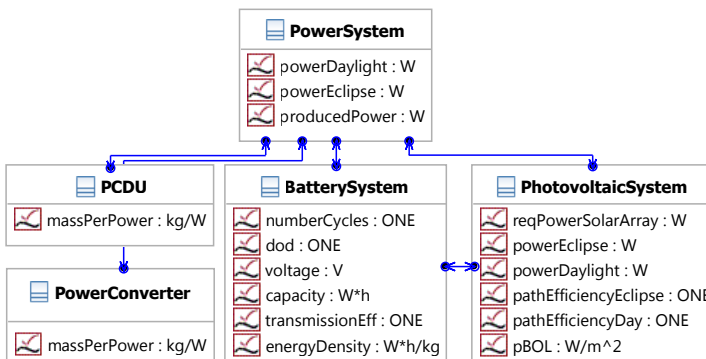 PowerSystem
powerDaylight : W
powerEclipse : W
producedPower : W
PCDU
massPerPower : kg/W
PowerConverter
massPerPower : kg/W
BatterySystem
numberCycles : ONE
dod : ONE
voltage : V
capacity : W*h
transmissionEff : ONE
energyDensity : W*h/kg
PhotovoltaicSystem
reqPowerSolarArray : W
powerEclipse : W
powerDaylight : W
pathEfficiencyEclipse : ONE
pathEfficiencyDay : ONE
pBOL : W/m^2